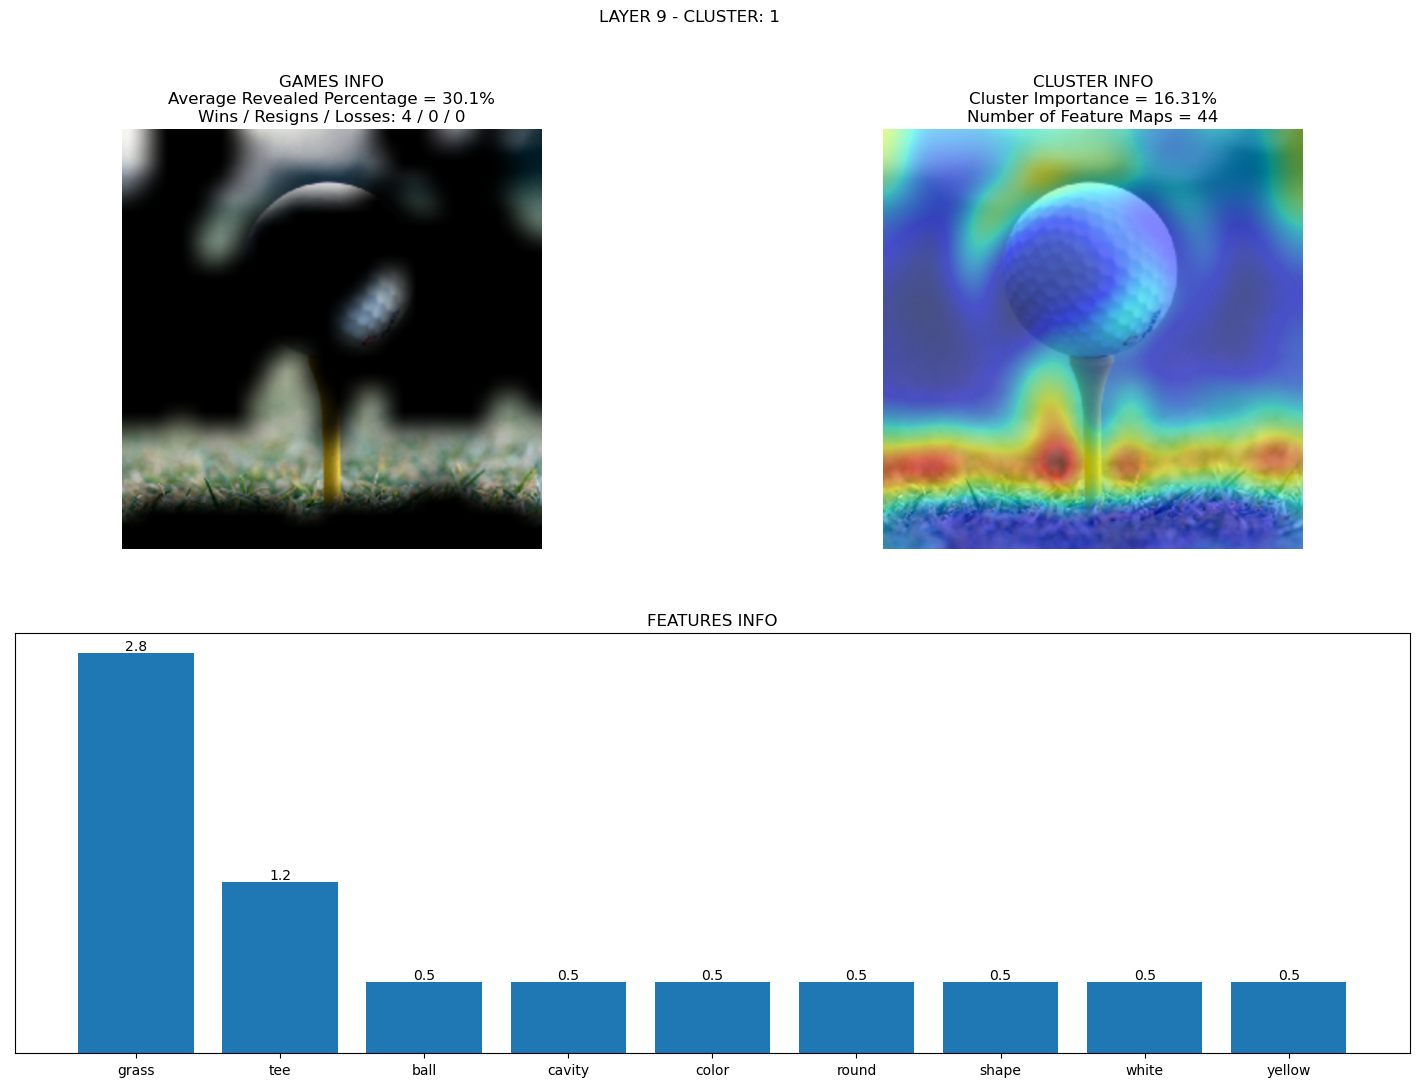 LAYER 9 - CLUSTER: 1
GAMES INFO
Average Revealed Percentage = 30.1%
Wins / Resigns / Losses: 4 / 0 / 0
CLUSTER INFO
Cluster Importance = 16.31%
Number of Feature Maps = 44
FEATURES INFO
2.8
1.2
0.5 0.5 0.5 0.5 0.5 0.5 0.5
grass tee ball cavity color round shape white yellow